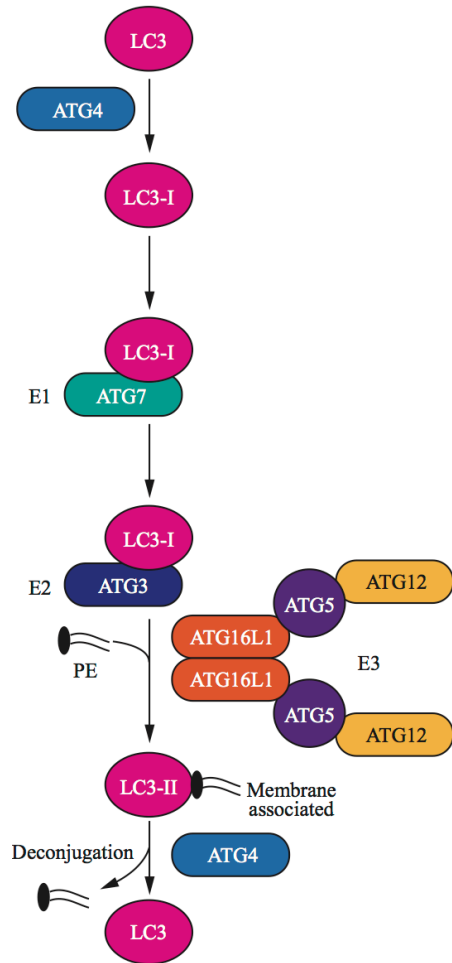 LC3
ATG4
LC3-I
LC3-I
E1
ATG7
LC3-I
E2
ATG3
ATG5
ATG12
ATG16L1
PE
E3
ATG16L1
ATG5
ATG12
LC3-II
Membrane
associated
Deconjugation
ATG4
LC3